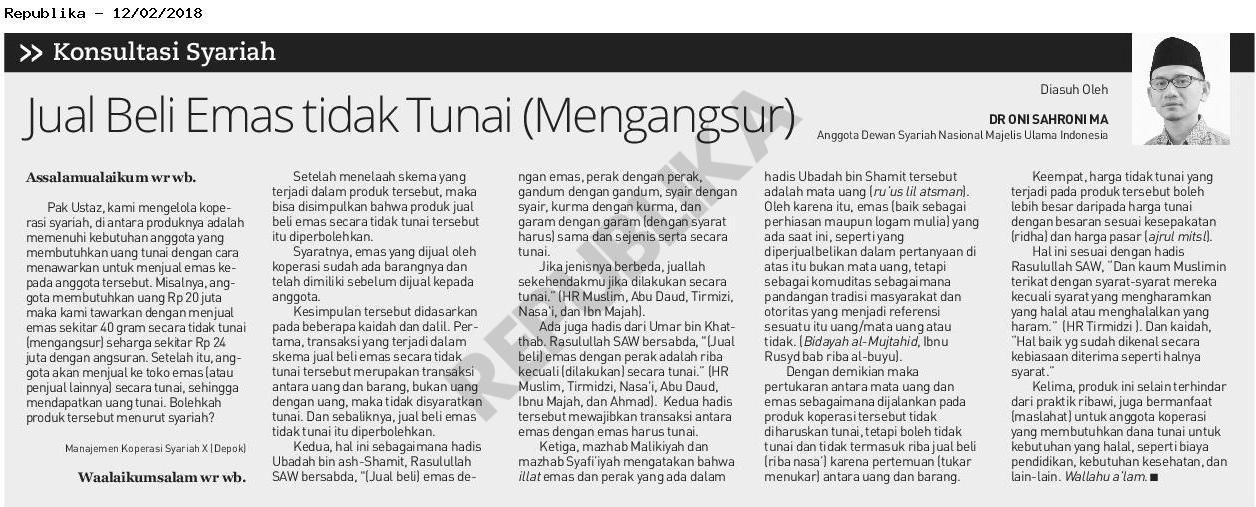 Republika - 12/02/2018
>> Konsultasi Syariah
Jual Beli Emas tidak Tunai (Mengangsur)
Diasuh Oleh
DR ONI SAHRONI MA
Anggota Dewan Syariah Nasional Majelis Ulama Indonesia
REPUBLIKA
Assalamualaikum wr wb.
Pak Ustaz, kami mengelola kope-
rasi syariah, di antara produknya adalah
memenuhi kebutuhan anggota yang
membutuhkan uang tunai dengan cara
menawarkan untuk menjual emas ke-
pada anggota tersebut. Misalnya, ang-
gota membutuhkan uang Rp 20 juta
maka kami tawarkan dengan menjual
emas sekitar 40 gram secara tidak tunai
(mengangsur) seharga sekitar Rp 24
juta dengan angsuran. Setelah itu, ang-
gota akan menjual ke toko emas (atau
penjual lainnya) secara tunai, sehingga
mendapatkan uang tunai. Bolehkah
produk tersebut menurut syariah?
Manajemen Koperasi Syariah X (Depok)
Waalaikumsalam wr wb.
Setelah menelaah skema yang
terjadi dalam produk tersebut, maka
bisa disimpulkan bahwa produk jual
beli emas secara tidak tunai tersebut
itu diperbolehkan.
Syaratnya, emas yang dijual oleh
koperasi sudah ada barangnya dan
telah dimiliki sebelum dijual kepada
anggota.
Kesimpulan tersebut didasarkan
pada beberapa kaidah dan dalil. Per-
tama, transaksi yang terjadi dalam
skema jual beli emas secara tidak
tunai tersebut merupakan transaksi
antara uang dan barang, bukan uang
dengan uang, maka tidak disyaratkan
tunai. Dan sebaliknya, jual beli emas
tidak tunai itu diperbolehkan.
Kedua, hal ini sebagaimana hadis
Ubadah bin ash-Shamit, Rasulullah
SAW bersabda, "(Jual beli) emas de-
ngan emas, perak dengan perak,
gandum dengan gandum, syair dengan
syair, kurma dengan kurma, dan
garam dengan garam (dengan syarat
harus) sama dan sejenis serta secara
tunai.
Jika jenisnya berbeda, juallah
sekehendakmu jika dilakukan secara
tunai." (HR Muslim, Abu Daud, Tirmizi,
Nasa'i, dan Ibn Majah).
Ada juga hadis dari Umar bin Khat-
thab. Rasulullah SAW bersabda, "(Jual
beli) emas dengan perak adalah riba
kecuali (dilakukan) secara tunai." (HR
Muslim, Tirmidzi, Nasa'i, Abu Daud,
Ibnu Majah, dan Ahmad). Kedua hadis
tersebut mewajibkan transaksi antara
emas dengan emas harus tunai.
Ketiga, mazhab Malikiyah dan
mazhab Syafi'iyah mengatakan bahwa
illat emas dan perak yang ada dalam
hadis Ubadah bin Shamit tersebut
adalah mata uang (ru'us lil atsman).
Oleh karena itu, emas (baik sebagai
perhiasan maupun logam mulia) yang
ada saat ini, seperti yang
diperjualbelikan dalam pertanyaan di
atas itu bukan mata uang, tetapi
sebagai komoditas sebagaimana
pandangan tradisi masyarakat dan
otoritas yang menjadi referensi
sesuatu itu uang/mata uang atau
tidak. (Bidayah al-Mujtahid, Ibnu
Rusyd bab riba al-buyu).
Dengan demikian maka
pertukaran antara mata uang dan
emas sebagaimana dijalankan pada
produk koperasi tersebut tidak
diharuskan tunai, tetapi boleh tidak
tunai dan tidak termasuk riba jual beli
(riba nasa') karena pertemuan (tukar
menukar) antara uang dan barang.
Keempat, harga tidak tunai yang
terjadi pada produk tersebut boleh
lebih besar daripada harga tunai
dengan besaran sesuai kesepakatan
(ridha) dan harga pasar (ajrul mitsl).
Hal ini sesuai dengan hadis
Rasulullah SAW, "Dan kaum Muslimin
terikat dengan syarat-syarat mereka
kecuali syarat yang mengharamkan
yang halal atau menghalalkan yang
haram." (HR Tirmidzi ). Dan kaidah,
"Hal baik yg sudah dikenal secara
kebiasaan diterima seperti halnya
syarat."
Kelima, produk ini selain terhindar
dari praktik ribawi, juga bermanfaat
(maslahat) untuk anggota koperasi
yang membutuhkan dana tunai untuk
kebutuhan yang halal, seperti biaya
pendidikan, kebutuhan kesehatan, dan
lain-lain. Wallahu a'lam. ■